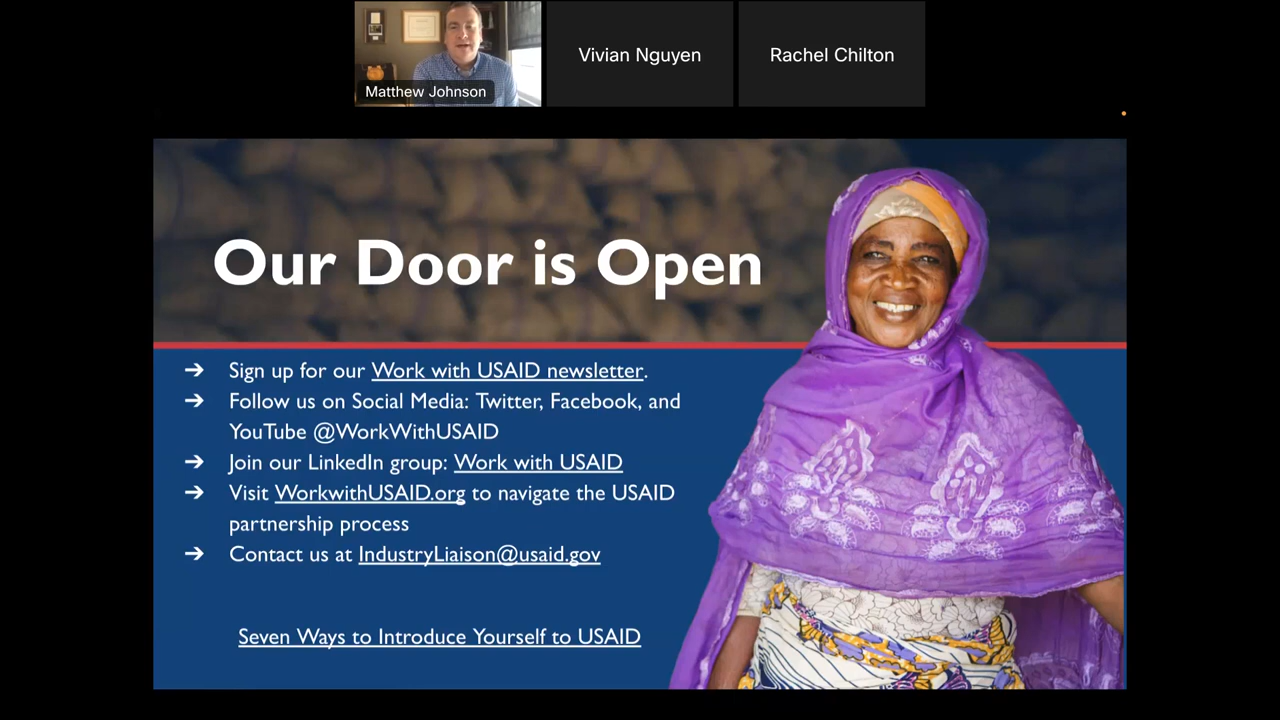 Matthew Johnson
Vivian Nguyen
Rachel Chilton
Our Door is Open
➔ Sign up for our Work with USAID newsletter.
➔ Follow us on Social Media: Twitter, Facebook, and
YouTube @WorkWithUSAID
➔ Join our LinkedIn group: Work with USAID
➔ Visit WorkwithUSAID.org to navigate the USAID
partnership process
➔ Contact us at IndustryLiaison@usaid.gov
Seven Ways to Introduce Yourself to USAID